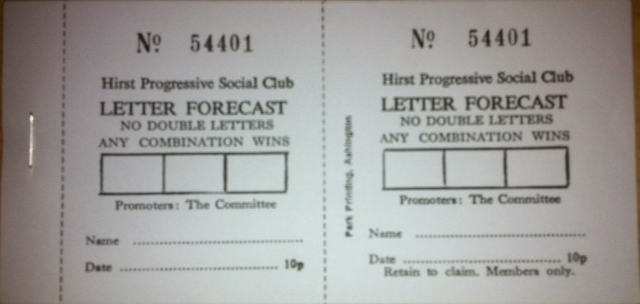 Nº 54401
Hirst Progressive Social Club
LETTER FORECAST
NO DOUBLE LETTERS
ANY COMBINATION WINS
Promoters: The Committee
Name ........................................
Date ........................................ 10p
Park Printing, Ashington
Nº 54401
Hirst Progressive Social Club
LETTER FORECAST
NO DOUBLE LETTERS
ANY COMBINATION WINS
Promoters: The Committee
Name ........................................
Date ........................................ 10p
Retain to claim. Members only.